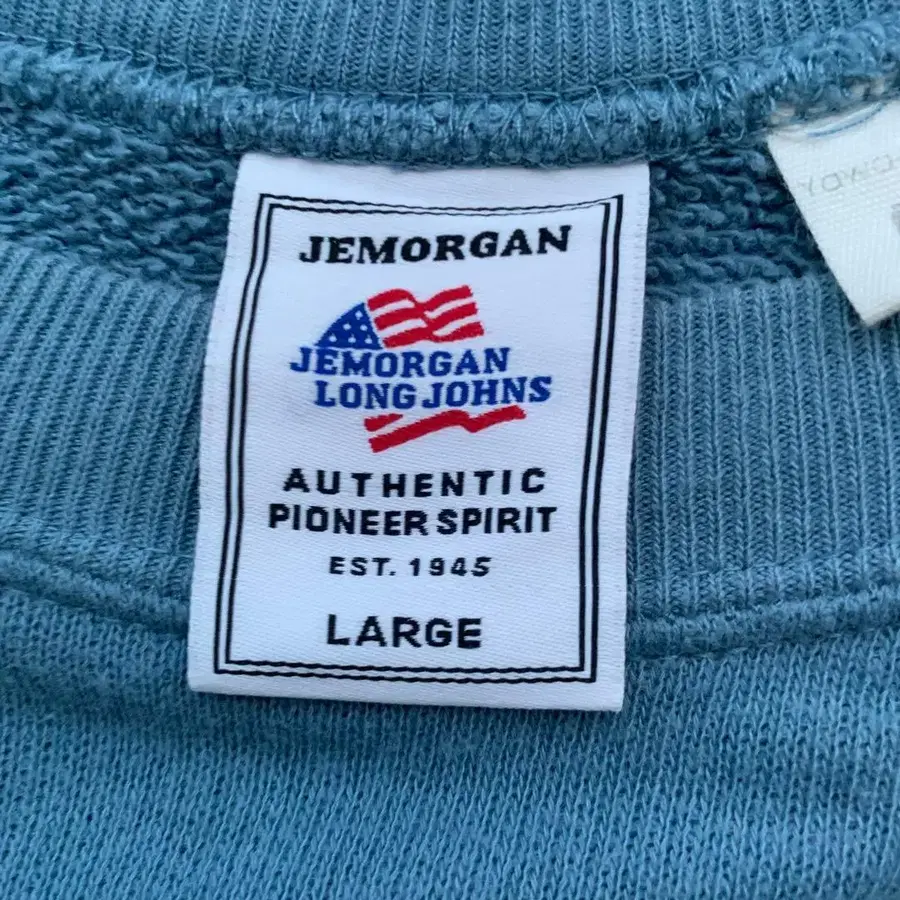 JEMORGAN
JEMORGAN
LONG JOHNS
AUTHENTIC
PIONEER SPIRIT
EST. 1945
LARGE